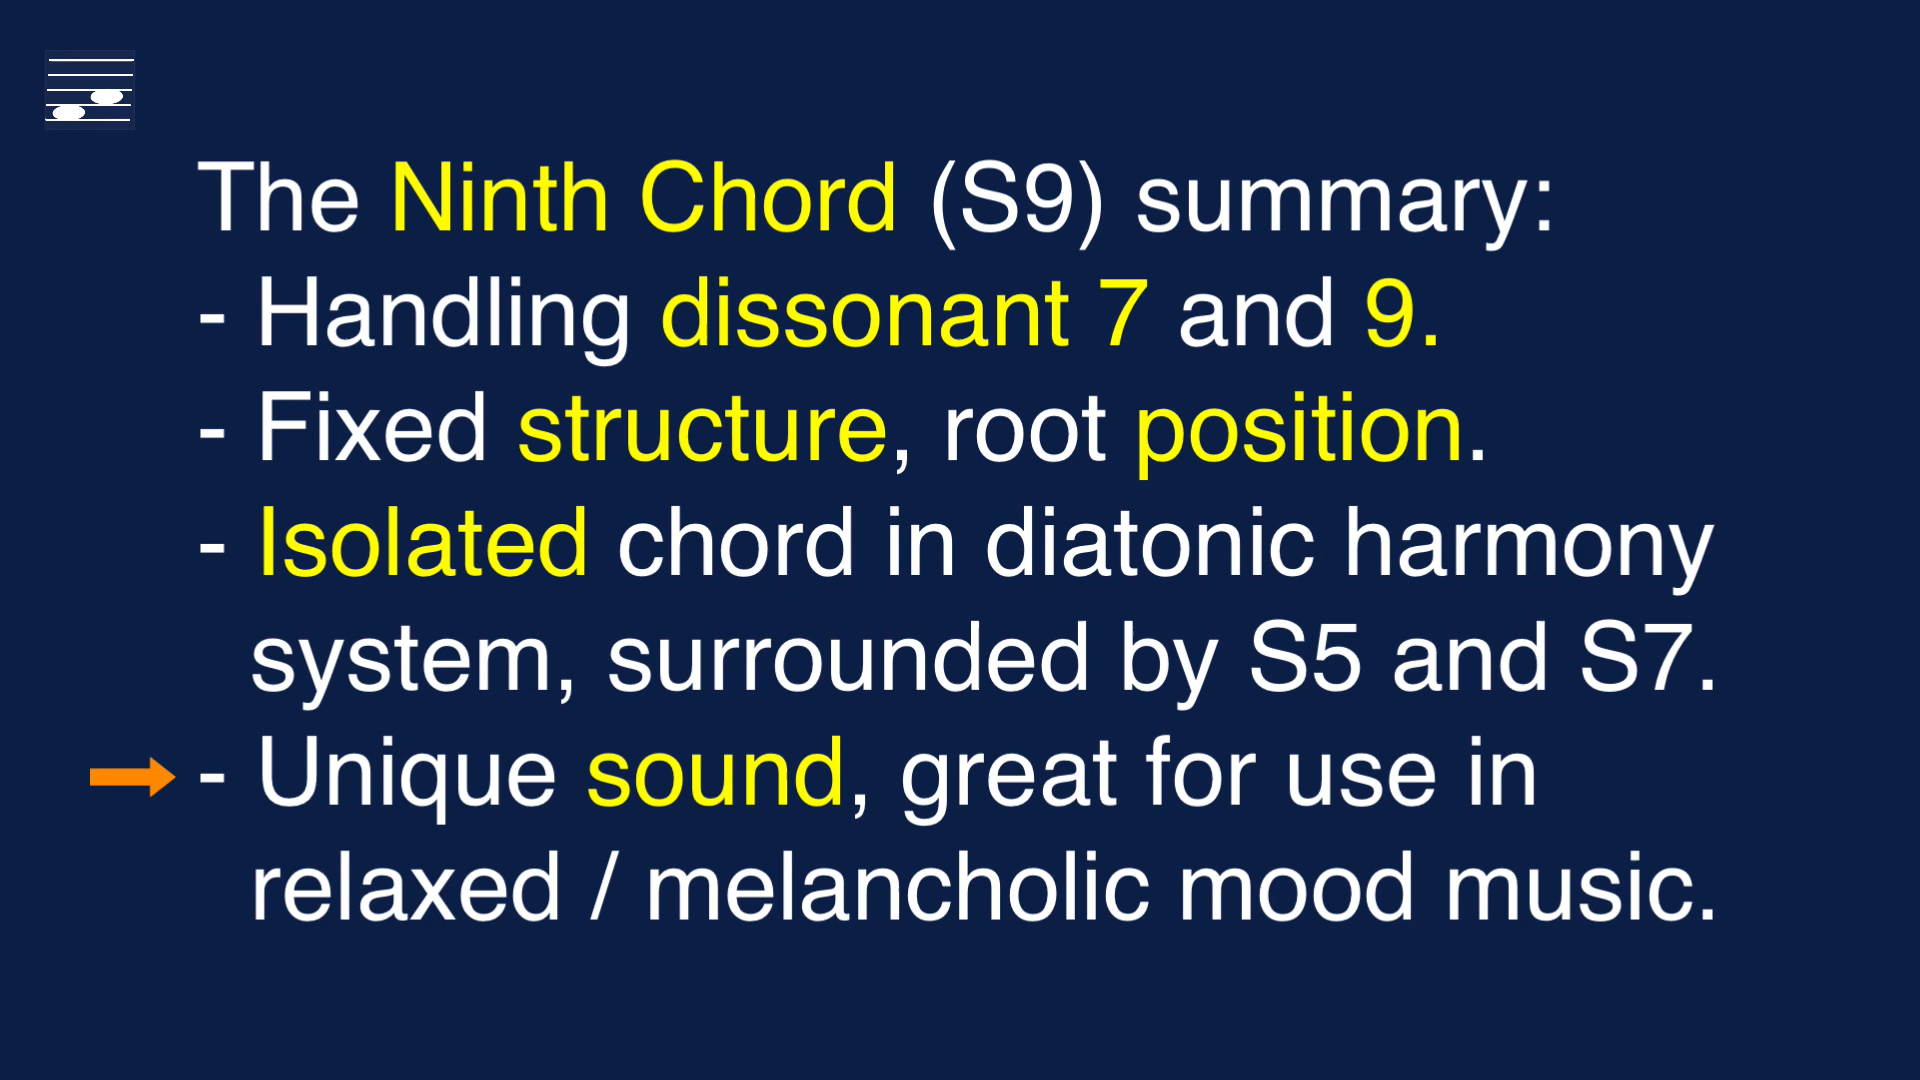 The Ninth Chord (S9) summary:
- Handling dissonant 7 and 9.
- Fixed structure, root position.
- Isolated chord in diatonic harmony
system, surrounded by S5 and S7.
- Unique sound, great for use in
relaxed / melancholic mood music.